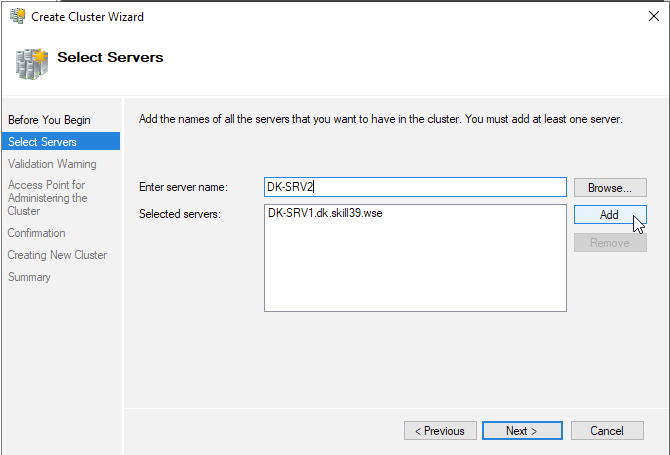 Create Cluster Wizard
Select Servers
Before You Begin
Select Servers
Validation Warning
Access Point for
Administering the
Cluster
Confirmation
Creating New Cluster
Summary
Add the names of all the servers that you want to have in the cluster. You must add at least one server.
Enter server name:
DK-SRV2
Browse...
Selected servers:
DK-SRV1.dk.skill39.wse
Add
Remove
< Previous
Next >
Cancel